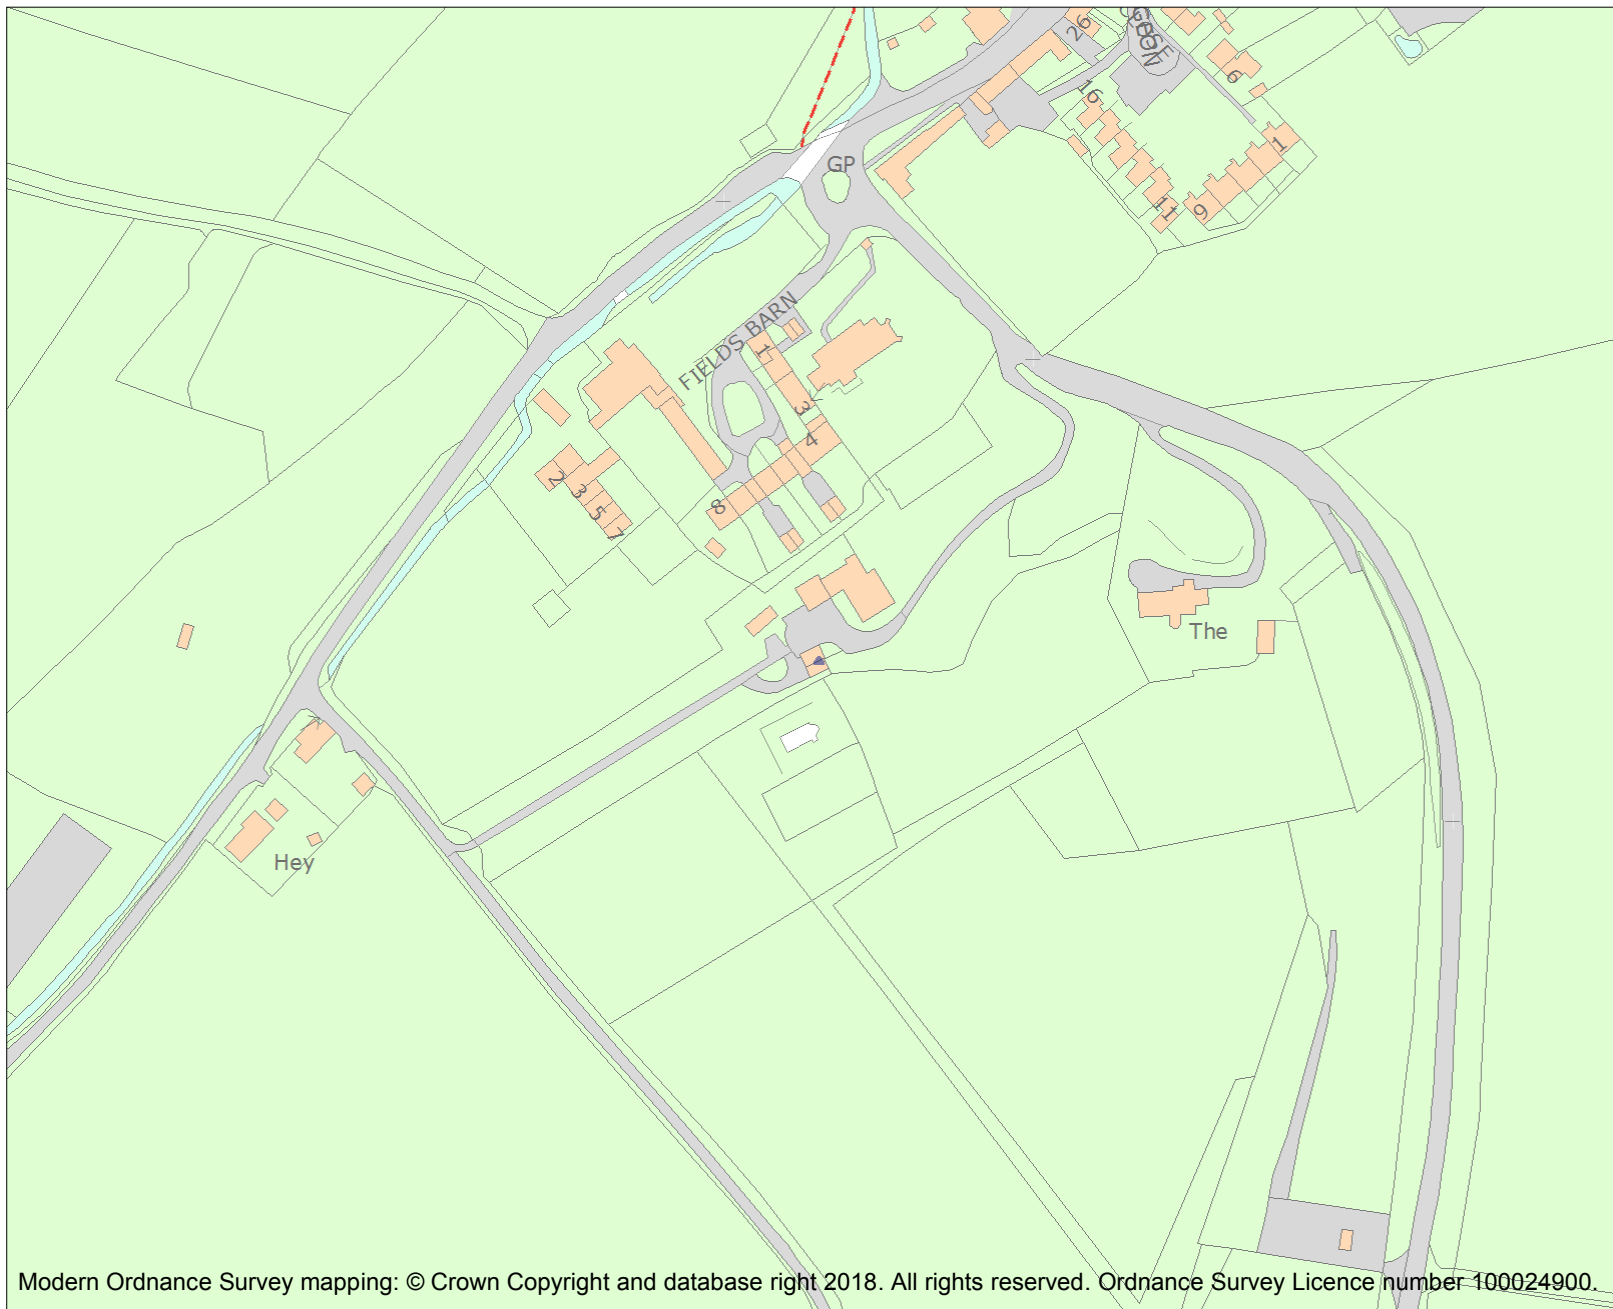 26
6
16
1
GP
11
9
FIELDS BARN
1
3
4
2
3
8
5
7
The
Hey
Modern Ordnance Survey mapping: © Crown Copyright and database right 2018. All rights reserved. Ordnance Survey Licence number 100024900.